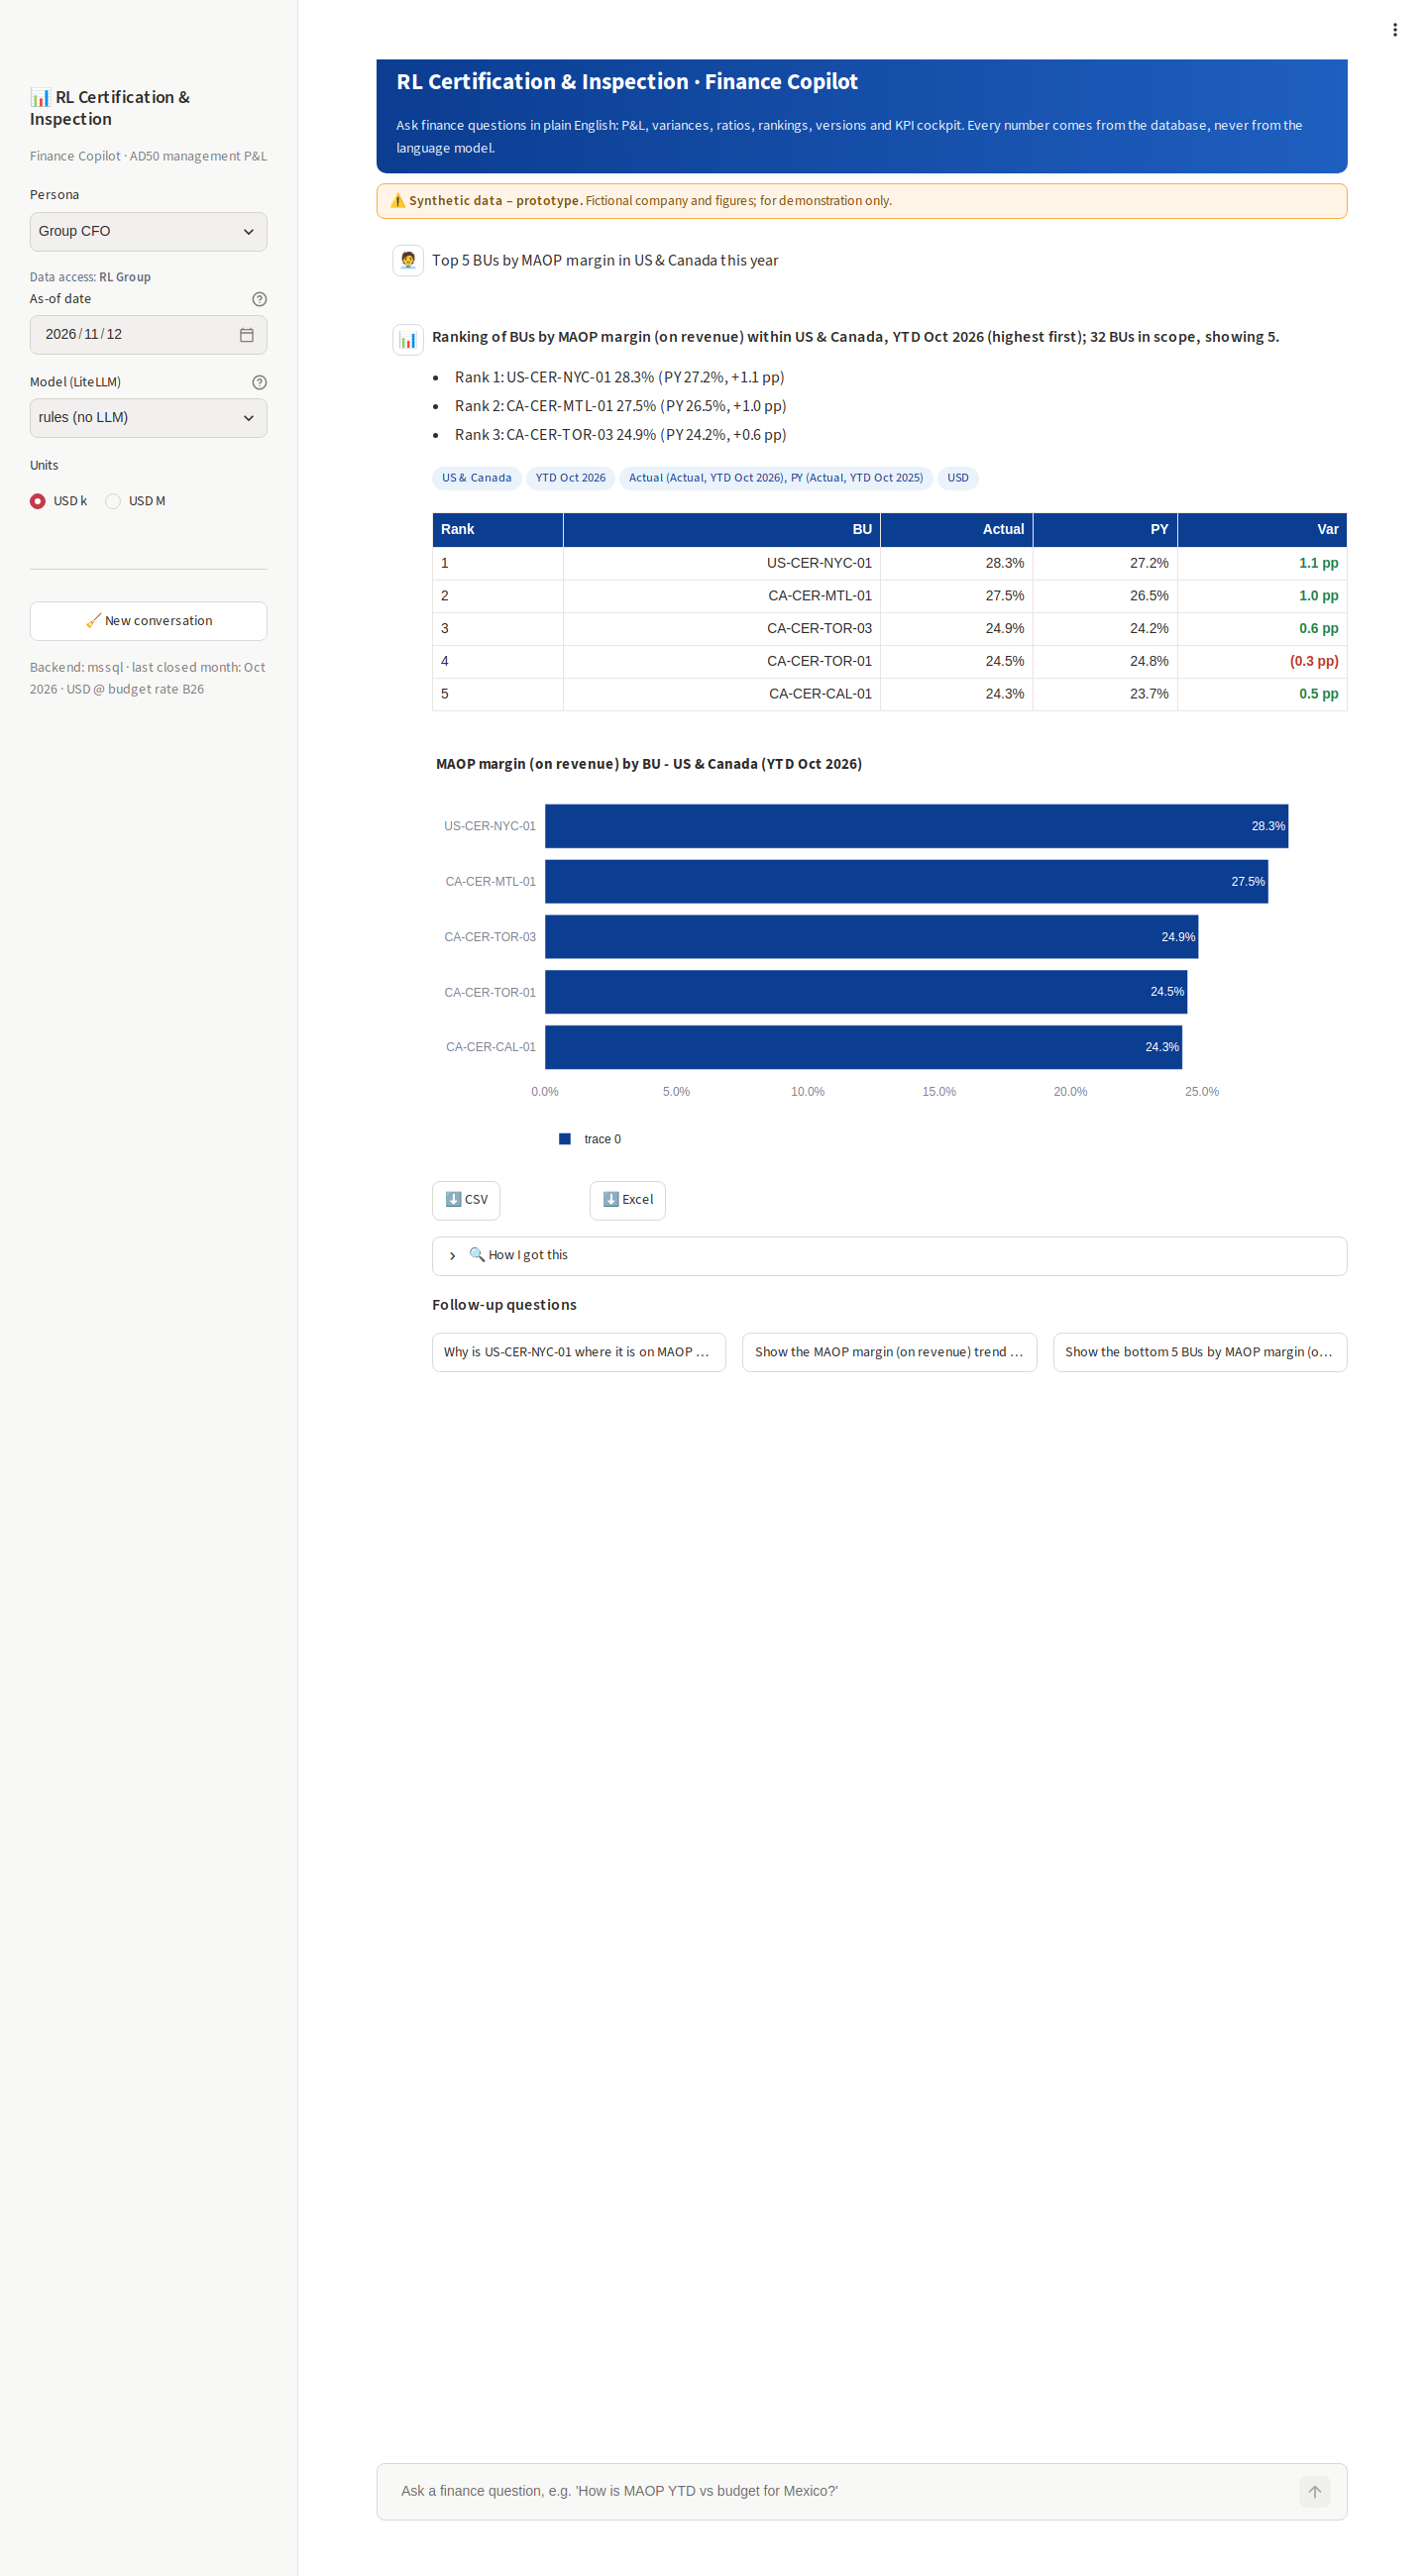 RL Certification &
Inspection
Finance Copilot · AD50 management P&L
Persona
Group CFO
Data access: RL Group
As-of date
2026/11/12
Model (LiteLLM)
rules (no LLM)
Units
USD k USD M
New conversation
Backend: mssql · last closed month: Oct
2026 · USD @ budget rate B26
RL Certification & Inspection · Finance Copilot
Ask finance questions in plain English: P&L, variances, ratios, rankings, versions and KPI cockpit. Every number comes from the database, never from the
language model.
Synthetic data – prototype. Fictional company and figures; for demonstration only.
Top 5 BUs by MAOP margin in US & Canada this year
Ranking of BUs by MAOP margin (on revenue) within US & Canada, YTD Oct 2026 (highest first); 32 BUs in scope, showing 5.
• Rank 1: US-CER-NYC-01 28.3% (PY 27.2%, +1.1 pp)
• Rank 2: CA-CER-MTL-01 27.5% (PY 26.5%, +1.0 pp)
• Rank 3: CA-CER-TOR-03 24.9% (PY 24.2%, +0.6 pp)
US & Canada YTD Oct 2026 Actual (Actual, YTD Oct 2026), PY (Actual, YTD Oct 2025) USD
Rank BU Actual PY Var
1 US-CER-NYC-01 28.3% 27.2% 1.1 pp
2 CA-CER-MTL-01 27.5% 26.5% 1.0 pp
3 CA-CER-TOR-03 24.9% 24.2% 0.6 pp
4 CA-CER-TOR-01 24.5% 24.8% (0.3 pp)
5 CA-CER-CAL-01 24.3% 23.7% 0.5 pp
MAOP margin (on revenue) by BU - US & Canada (YTD Oct 2026)
US-CER-NYC-01 28.3%
CA-CER-MTL-01 27.5%
CA-CER-TOR-03 24.9%
CA-CER-TOR-01 24.5%
CA-CER-CAL-01 24.3%
0.0% 5.0% 10.0% 15.0% 20.0% 25.0%
trace 0
CSV Excel
How I got this
Follow-up questions
Why is US-CER-NYC-01 where it is on MAOP ... Show the MAOP margin (on revenue) trend ... Show the bottom 5 BUs by MAOP margin (o...
Ask a finance question, e.g. 'How is MAOP YTD vs budget for Mexico?'